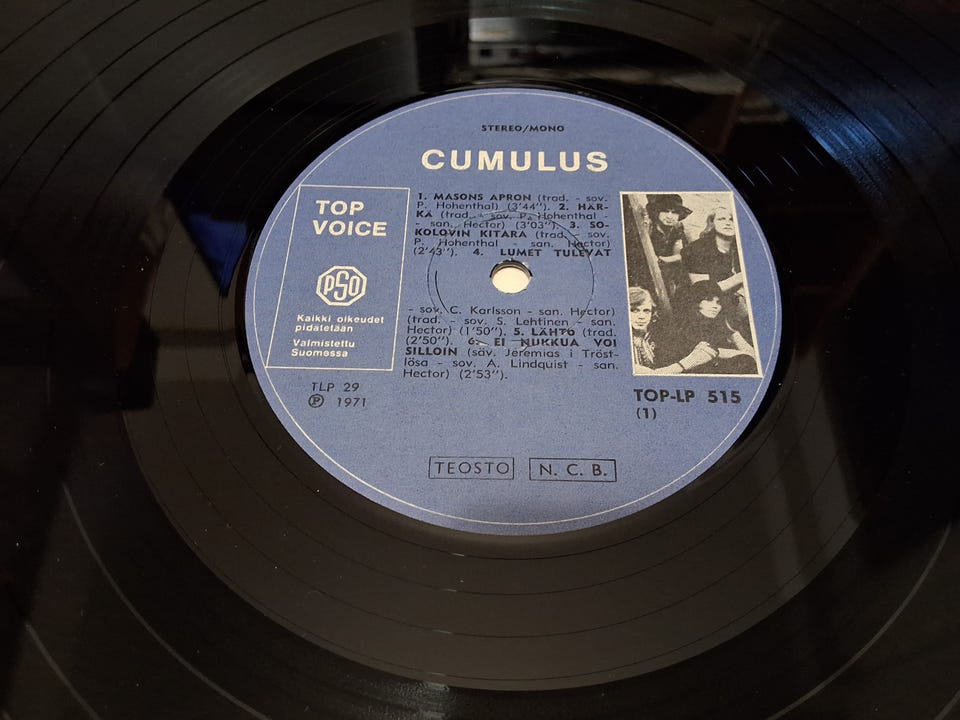 STEREO/MONO
CUMULUS
TOP
VOICE
PSO
Kaikki oikeudet
pidätetään
Valmistettu
Suomessa
TLP 29
Ⓟ 1971
1. MASONS APRON (trad. - sov.
P. Hohenthal) (3'44"). 2. HÄR-
KÄ (trad. - sov. P. Hohenthal -
- san. Hector) (3'03"). 3. SO-
KOLOVIN KITARA (trad. - sov.
P. Hohenthal - san. Hector)
(2'43"). 4. LUMET TULEVAT
- sov. C. Karlsson - san. Hector)
(trad. - sov. S. Lehtinen - san.
Hector) (1'50"). 5. LÄHTÖ (trad.
(2'50"). 6. EI NUKKUA VOI
SILLOIN (säv. Jeremias i Tröst-
lösa - sov. A. Lindquist - san.
Hector) (2'53").
TOP-LP 515
(1)
TEOSTO
N. C. B.